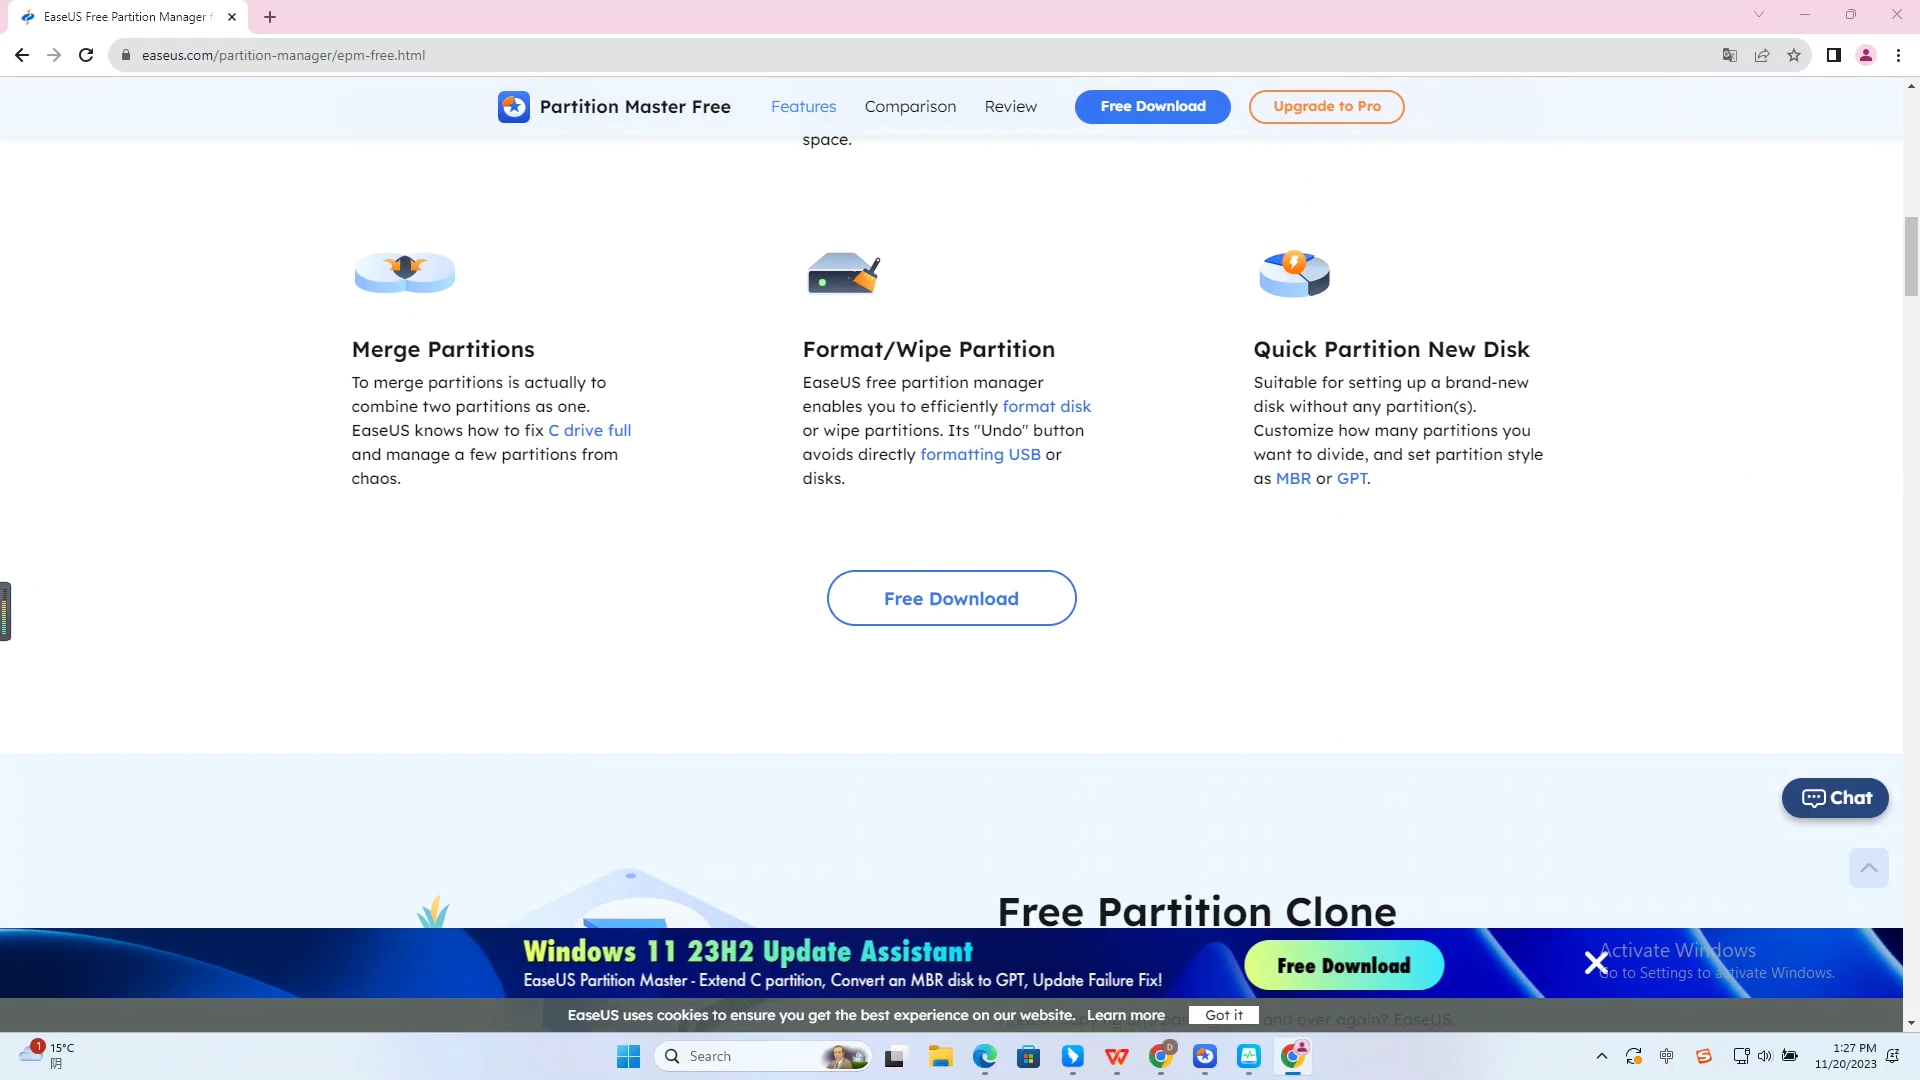 EaseUS Free Partition Manager f
easeus.com/partition-manager/epm-free.html
Partition Master Free Features Comparison Review Free Download Upgrade to Pro
space.
Merge Partitions
To merge partitions is actually to
combine two partitions as one.
EaseUS knows how to fix C drive full
and manage a few partitions from
chaos.
Format/Wipe Partition
EaseUS free partition manager
enables you to efficiently format disk
or wipe partitions. Its "Undo" button
avoids directly formatting USB or
disks.
Quick Partition New Disk
Suitable for setting up a brand-new
disk without any partition(s).
Customize how many partitions you
want to divide, and set partition style
as MBR or GPT.
Free Download
Chat
Free Partition Clone
Windows 11 23H2 Update Assistant
EaseUS Partition Master - Extend C partition, Convert an MBR disk to GPT, Update Failure Fix!
Free Download
Activate Windows
Go to Settings to activate Windows.
EaseUS uses cookies to ensure you get the best experience on our website. Learn more Got it
and over again? EaseUS
1
15°C
阴
Search
D
中
1:27 PM
11/20/2023